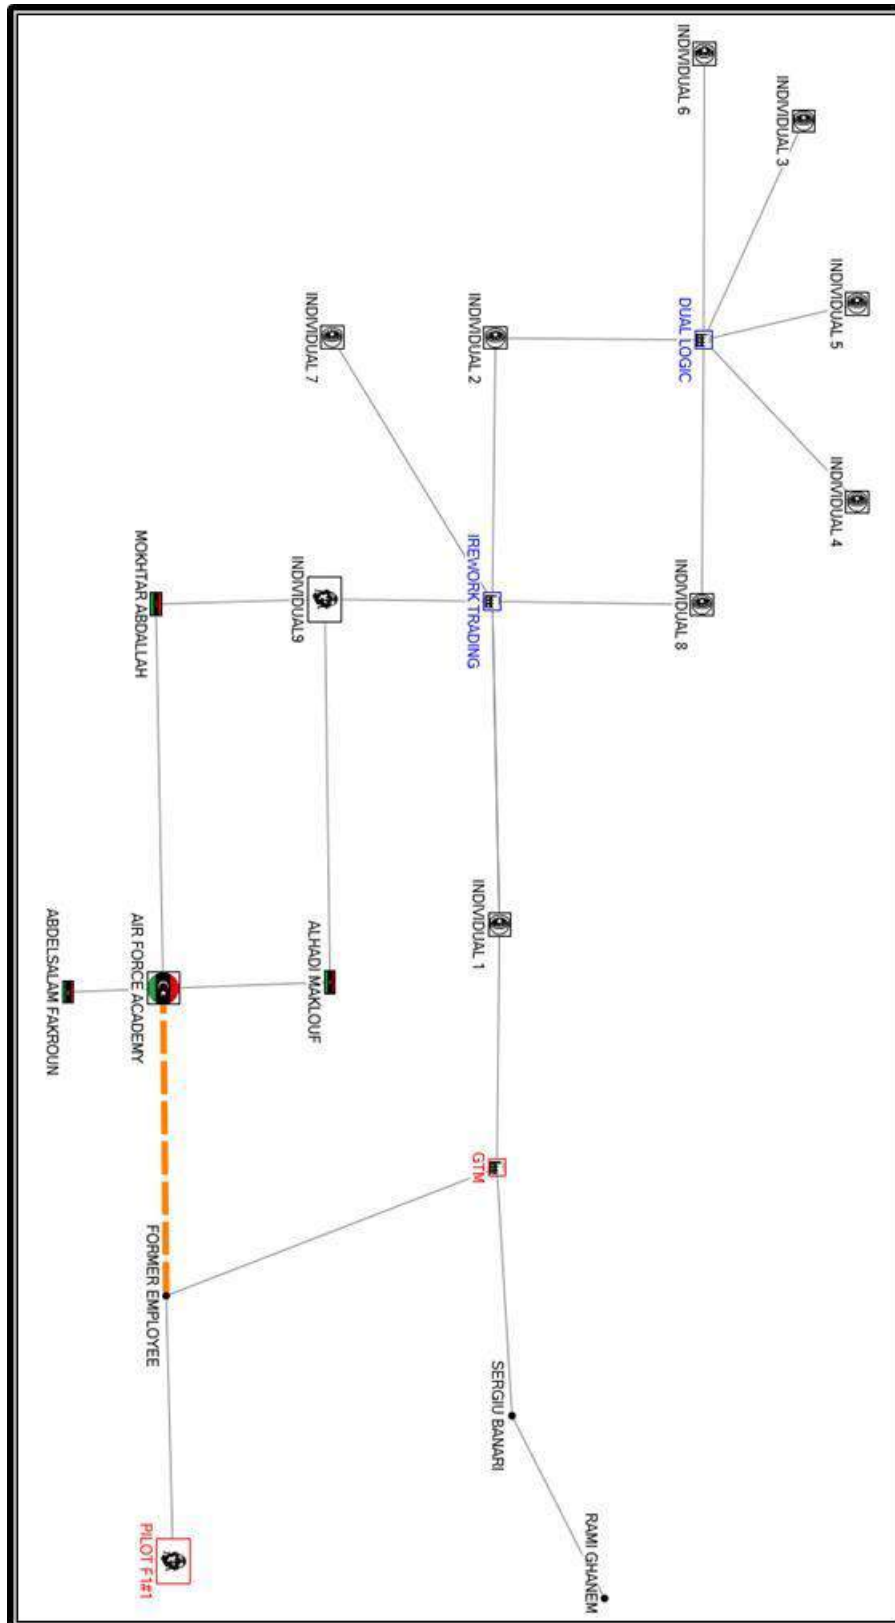 INDIVIDUAL 6
INDIVIDUAL 3
INDIVIDUAL 5
DUAL LOGIC
INDIVIDUAL 4
INDIVIDUAL 2
INDIVIDUAL 7
INDIVIDUAL 8
IREWORK TRADING
INDIVIDUAL9
MOKHTAR ABDALLAH
INDIVIDUAL 1
ALHADI MAKLOUF
AIR FORCE ACADEMY
ABDELSALAM FAKROUN
GTM
FORMER EMPLOYEE
SERGIU BANARI
RAMI GHANEM
PILOT F1#1